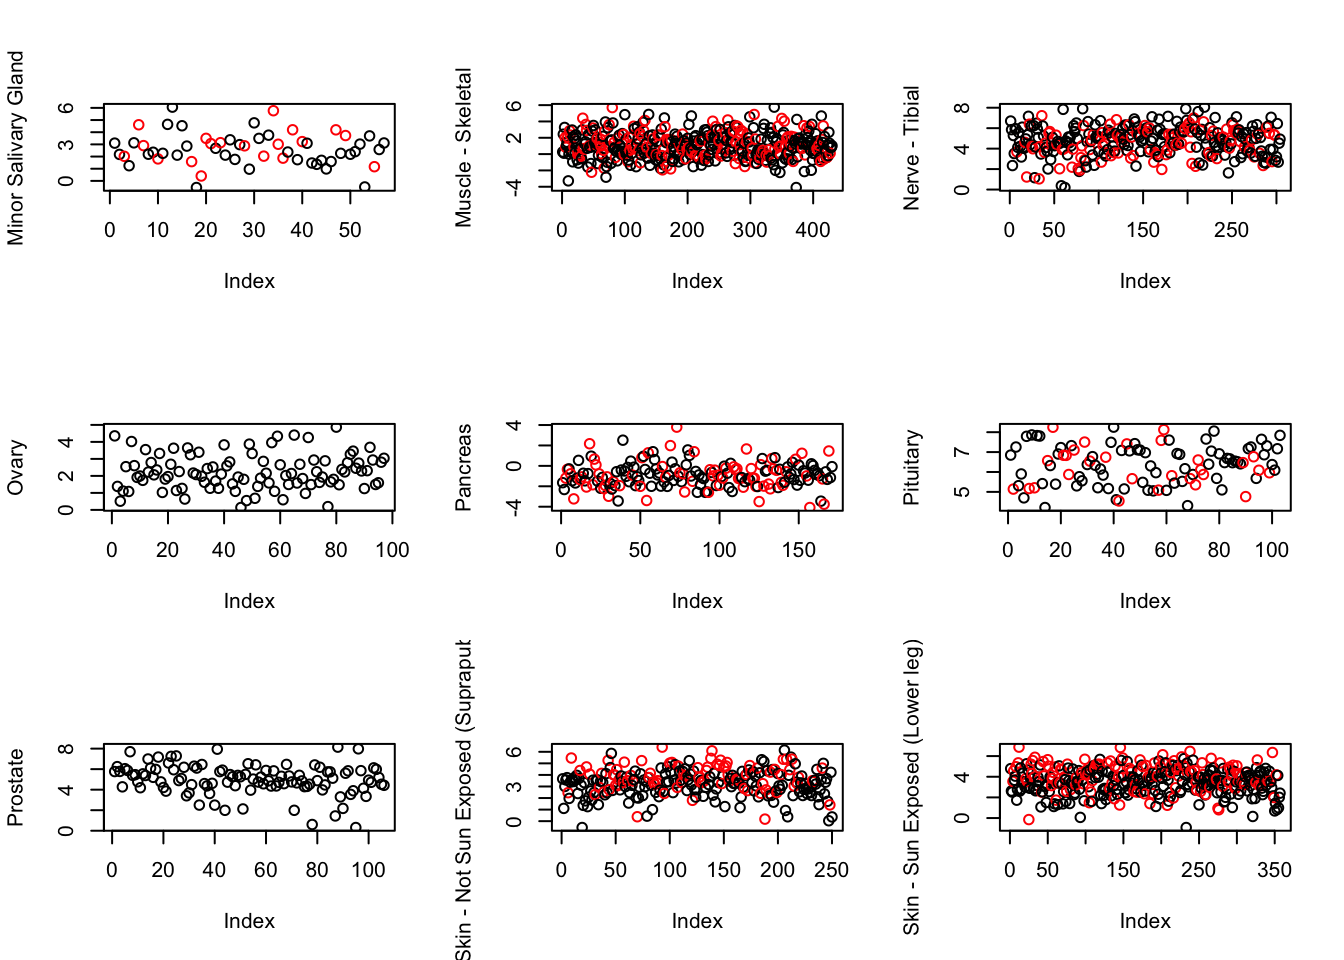 Minor Salivary Gland
0 3 6
0 10 20 30 40 50
Index
Muscle - Skeletal
-4 2 6
0 100 200 300 400
Index
Nerve - Tibial
0 4 8
0 50 150 250
Index
Ovary
0 2 4
0 20 40 60 80 100
Index
Pancreas
-4 0 4
0 50 100 150
Index
Pituitary
5 7
0 20 40 60 80 100
Index
Prostate
0 4 8
0 20 40 60 80 100
Index
Skin - Not Sun Exposed (Suprapub
0 3 6
0 50 100 150 200 250
Index
Skin - Sun Exposed (Lower leg)
0 4
0 50 150 250 350
Index